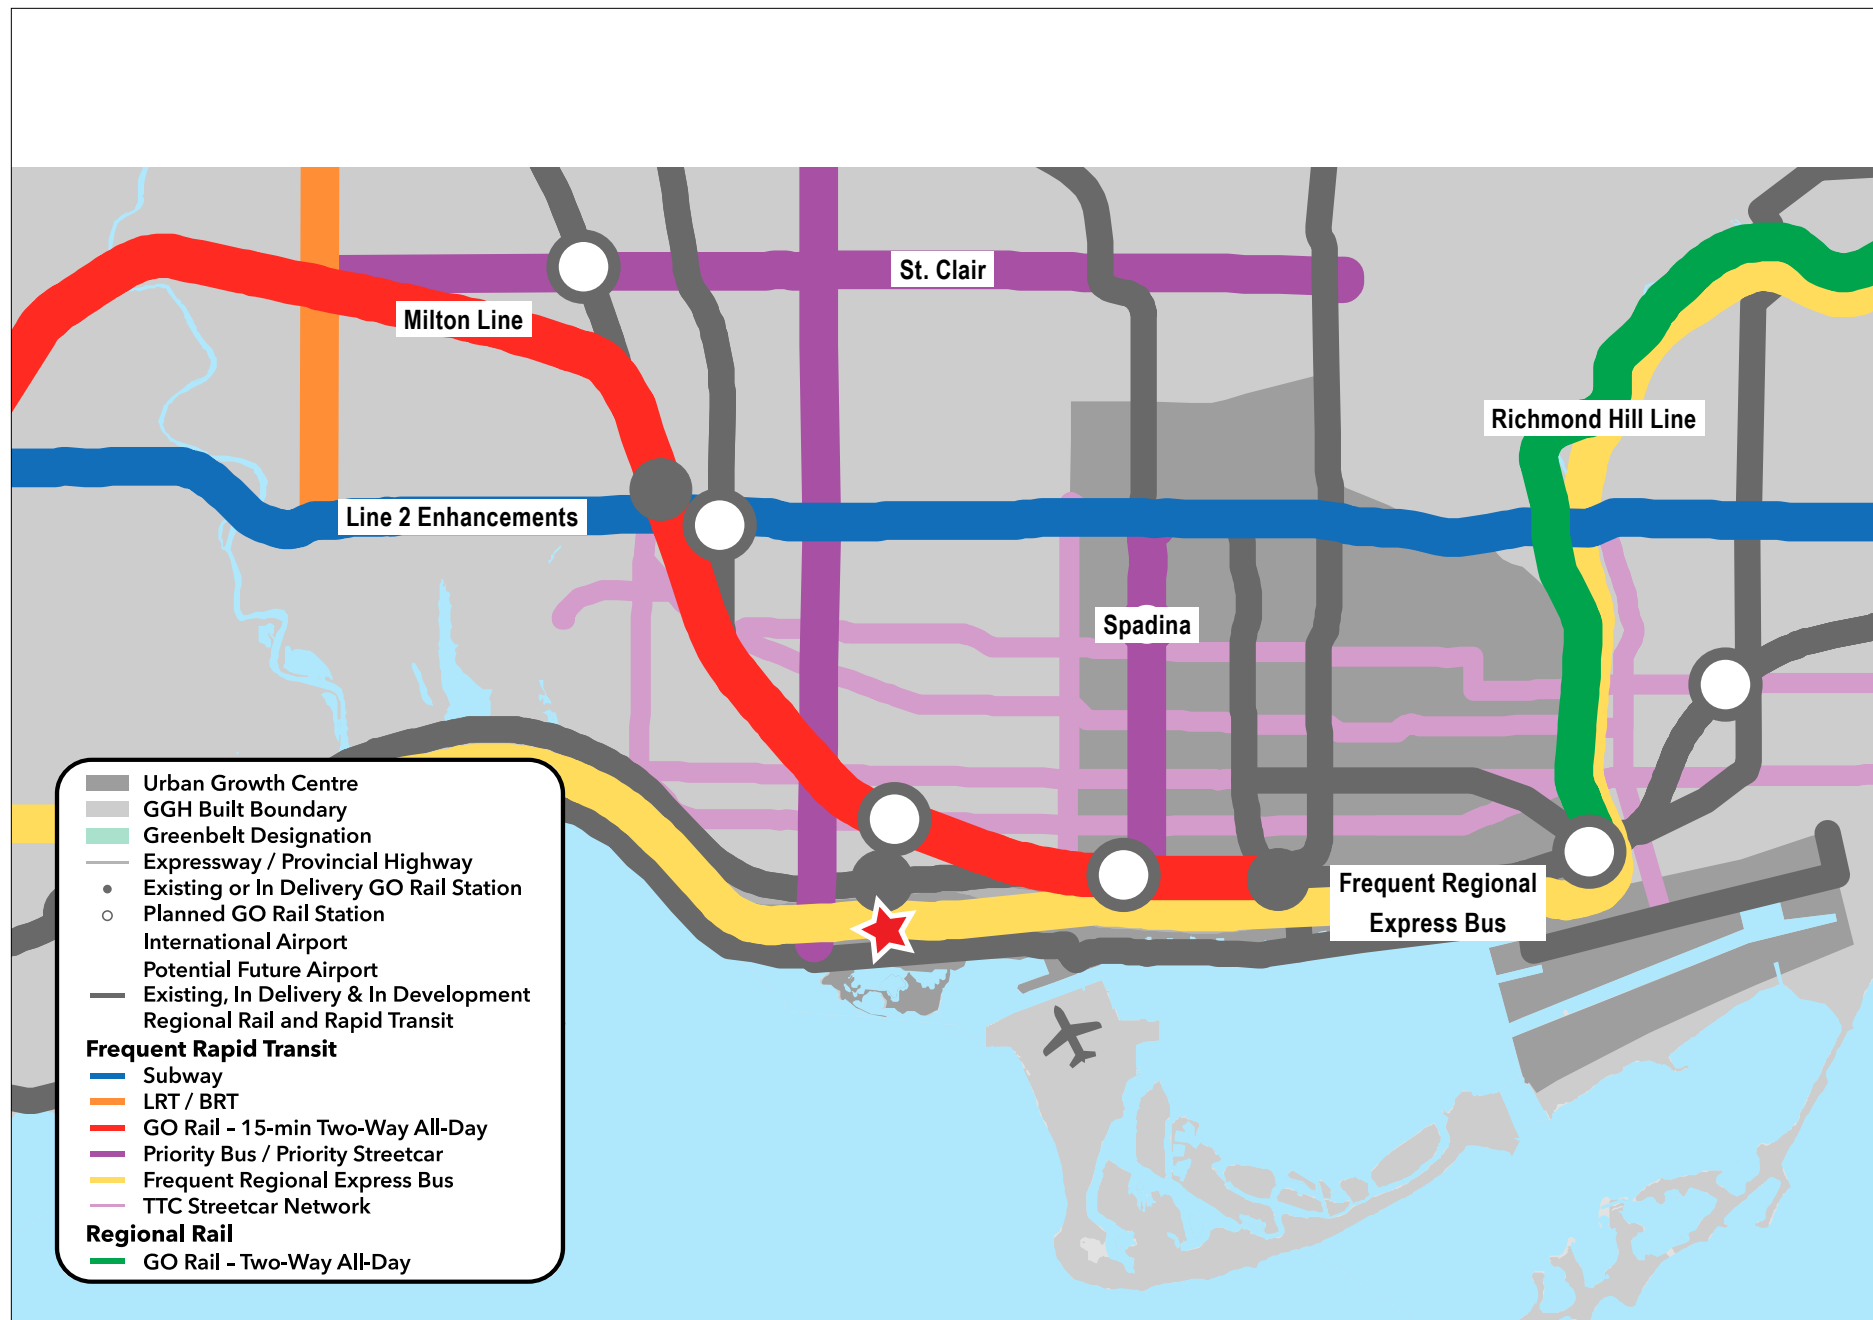 St. Clair
Milton Line
Richmond Hill Line
Line 2 Enhancements
Spadina
Frequent Regional
Express Bus
Urban Growth Centre
GGH Built Boundary
Greenbelt Designation
Expressway / Provincial Highway
Existing or In Delivery GO Rail Station
Planned GO Rail Station
International Airport
Potential Future Airport
Existing, In Delivery & In Development
Regional Rail and Rapid Transit
Frequent Rapid Transit
Subway
LRT / BRT
GO Rail – 15-min Two-Way All-Day
Priority Bus / Priority Streetcar
Frequent Regional Express Bus
TTC Streetcar Network
Regional Rail
GO Rail – Two-Way All-Day